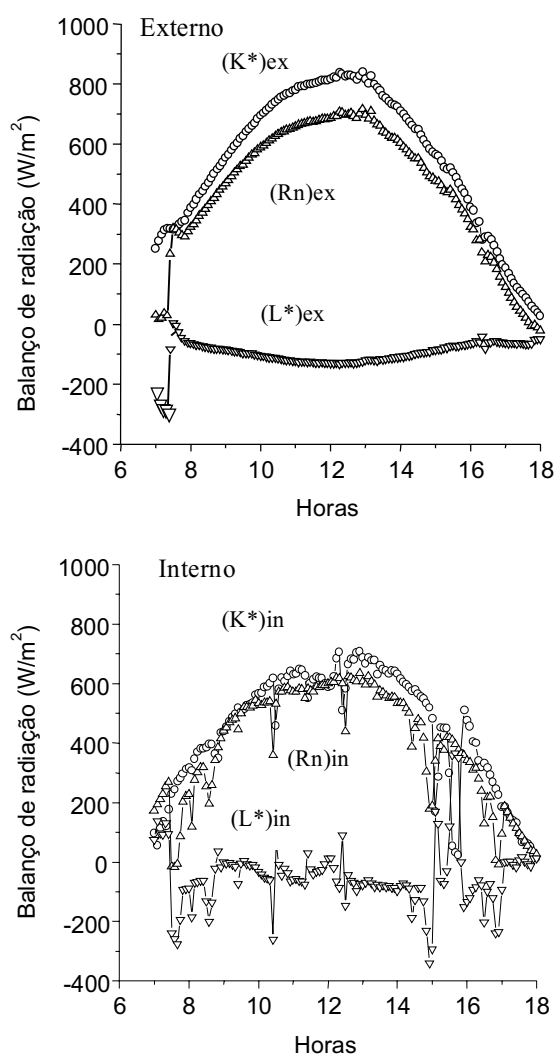 Externo
(K*)ex
(Rn)ex
(L*)ex
Balanço de radiação (W/m²)
1000
800
600
400
200
0
-200
-400
6 8 10 12 14 16 18
Horas
Interno
(K*)in
(Rn)in
(L*)in
Balanço de radiação (W/m²)
1000
800
600
400
200
0
-200
-400
6 8 10 12 14 16 18
Horas